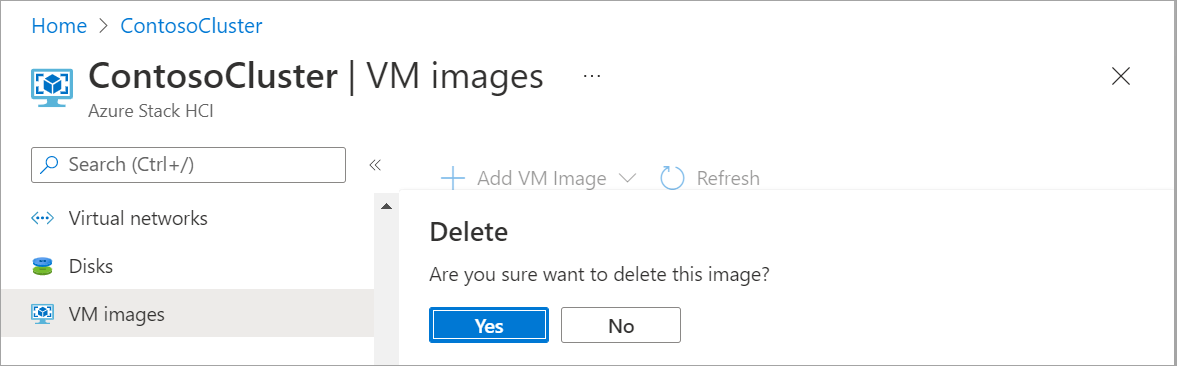 Home > ContosoCluster
ContosoCluster | VM images ...
Azure Stack HCI
Search (Ctrl+/) «
Add VM Image Refresh
Virtual networks
Disks
VM images
Delete
Are you sure want to delete this image?
Yes No